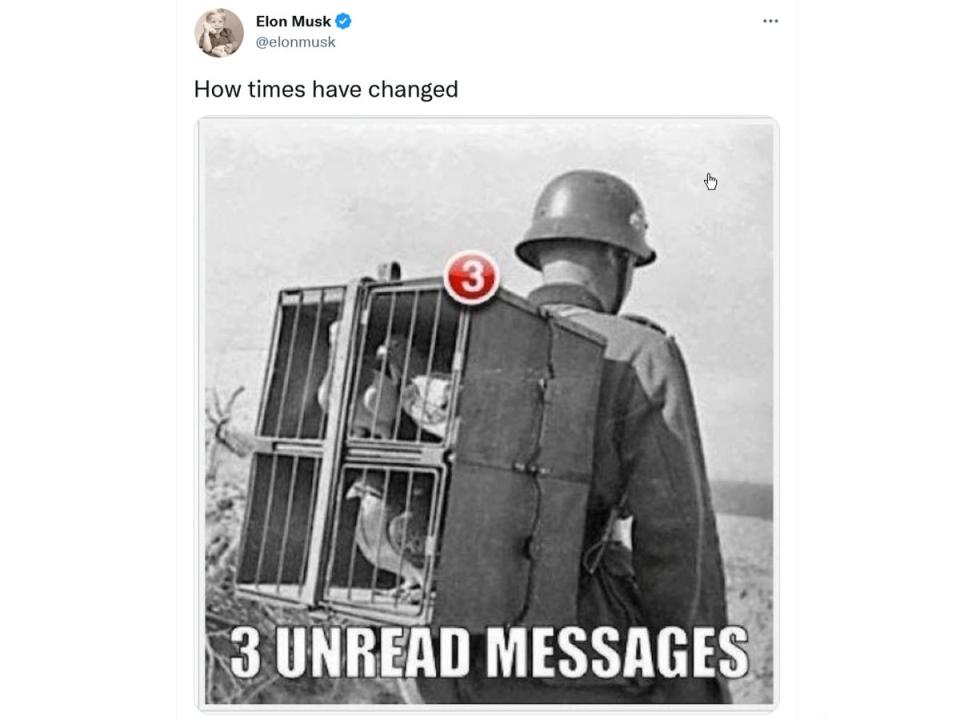 Elon Musk
@elonmusk
How times have changed
3
3 UNREAD MESSAGES